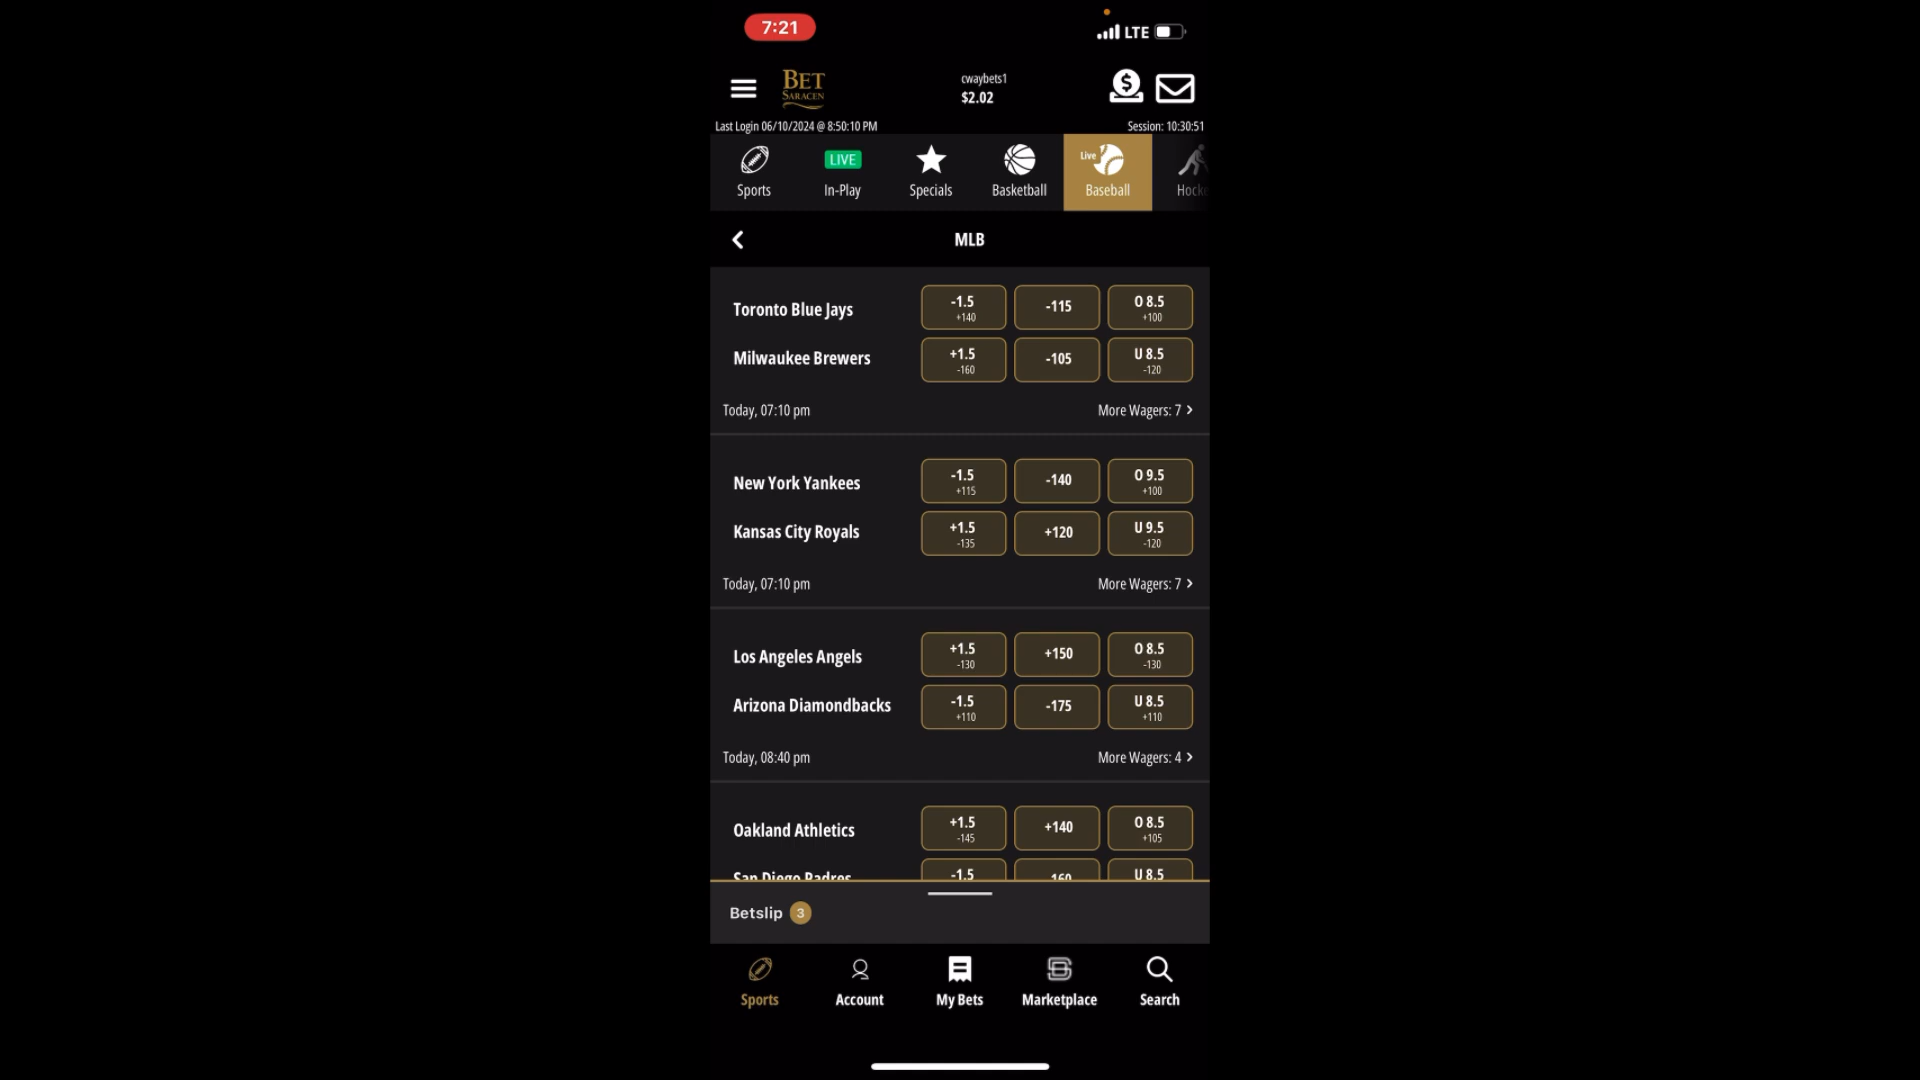 7:21
LTE
BET
SARACEN
cwaybets1
$2.02
Last Login 06/10/2024 @ 8:50:10 PM
Session: 10:30:51
Sports
LIVE
In-Play
Specials
Basketball
Live
Baseball
Hocke
MLB
Toronto Blue Jays
-1.5
+140
-115
O 8.5
+100
Milwaukee Brewers
+1.5
-160
-105
U 8.5
-120
Today, 07:10 pm
More Wagers: 7
New York Yankees
-1.5
+115
-140
O 9.5
+100
Kansas City Royals
+1.5
-135
+120
U 9.5
-120
Today, 07:10 pm
More Wagers: 7
Los Angeles Angels
+1.5
-130
+150
O 8.5
-130
Arizona Diamondbacks
-1.5
+110
-175
U 8.5
+110
Today, 08:40 pm
More Wagers: 4
Oakland Athletics
+1.5
-145
+140
O 8.5
+105
San Diego Padres
-1.5
-160
U 8.5
Betslip 3
Sports
Account
My Bets
Marketplace
Search